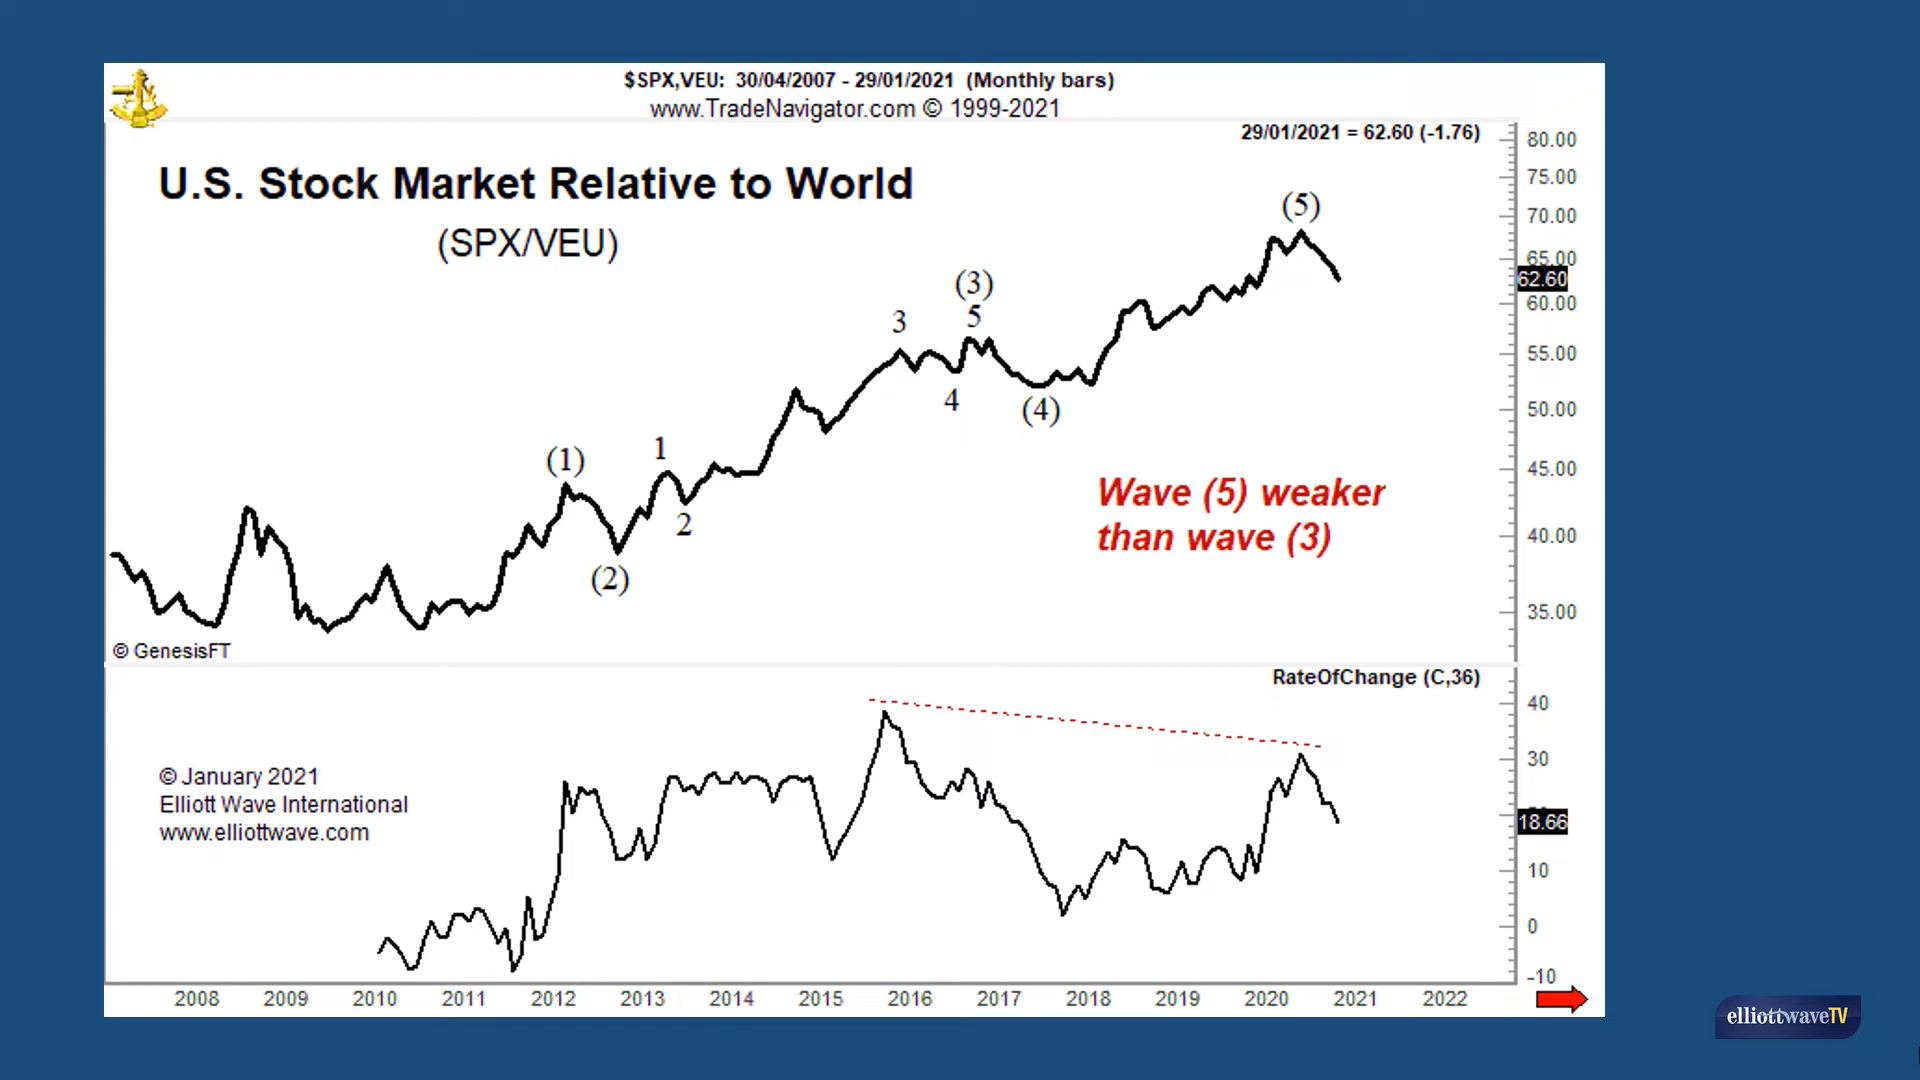 $SPX,VEU: 30/04/2007 - 29/01/2021 (Monthly bars)
www.TradeNavigator.com © 1999-2021
29/01/2021 = 62.60 (-1.76)
U.S. Stock Market Relative to World
(SPX/VEU)
80.00
75.00
70.00
65.00
62.60
60.00
55.00
50.00
45.00
40.00
35.00
(5)
(3)
5
3
4
(4)
1
(1)
2
(2)
Wave (5) weaker
than wave (3)
© GenesisFT
RateOfChange (C,36)
40
30
18.66
10
0
-10
© January 2021
Elliott Wave International
www.elliottwave.com
2008 2009 2010 2011 2012 2013 2014 2015 2016 2017 2018 2019 2020 2021 2022
elliottwaveTV